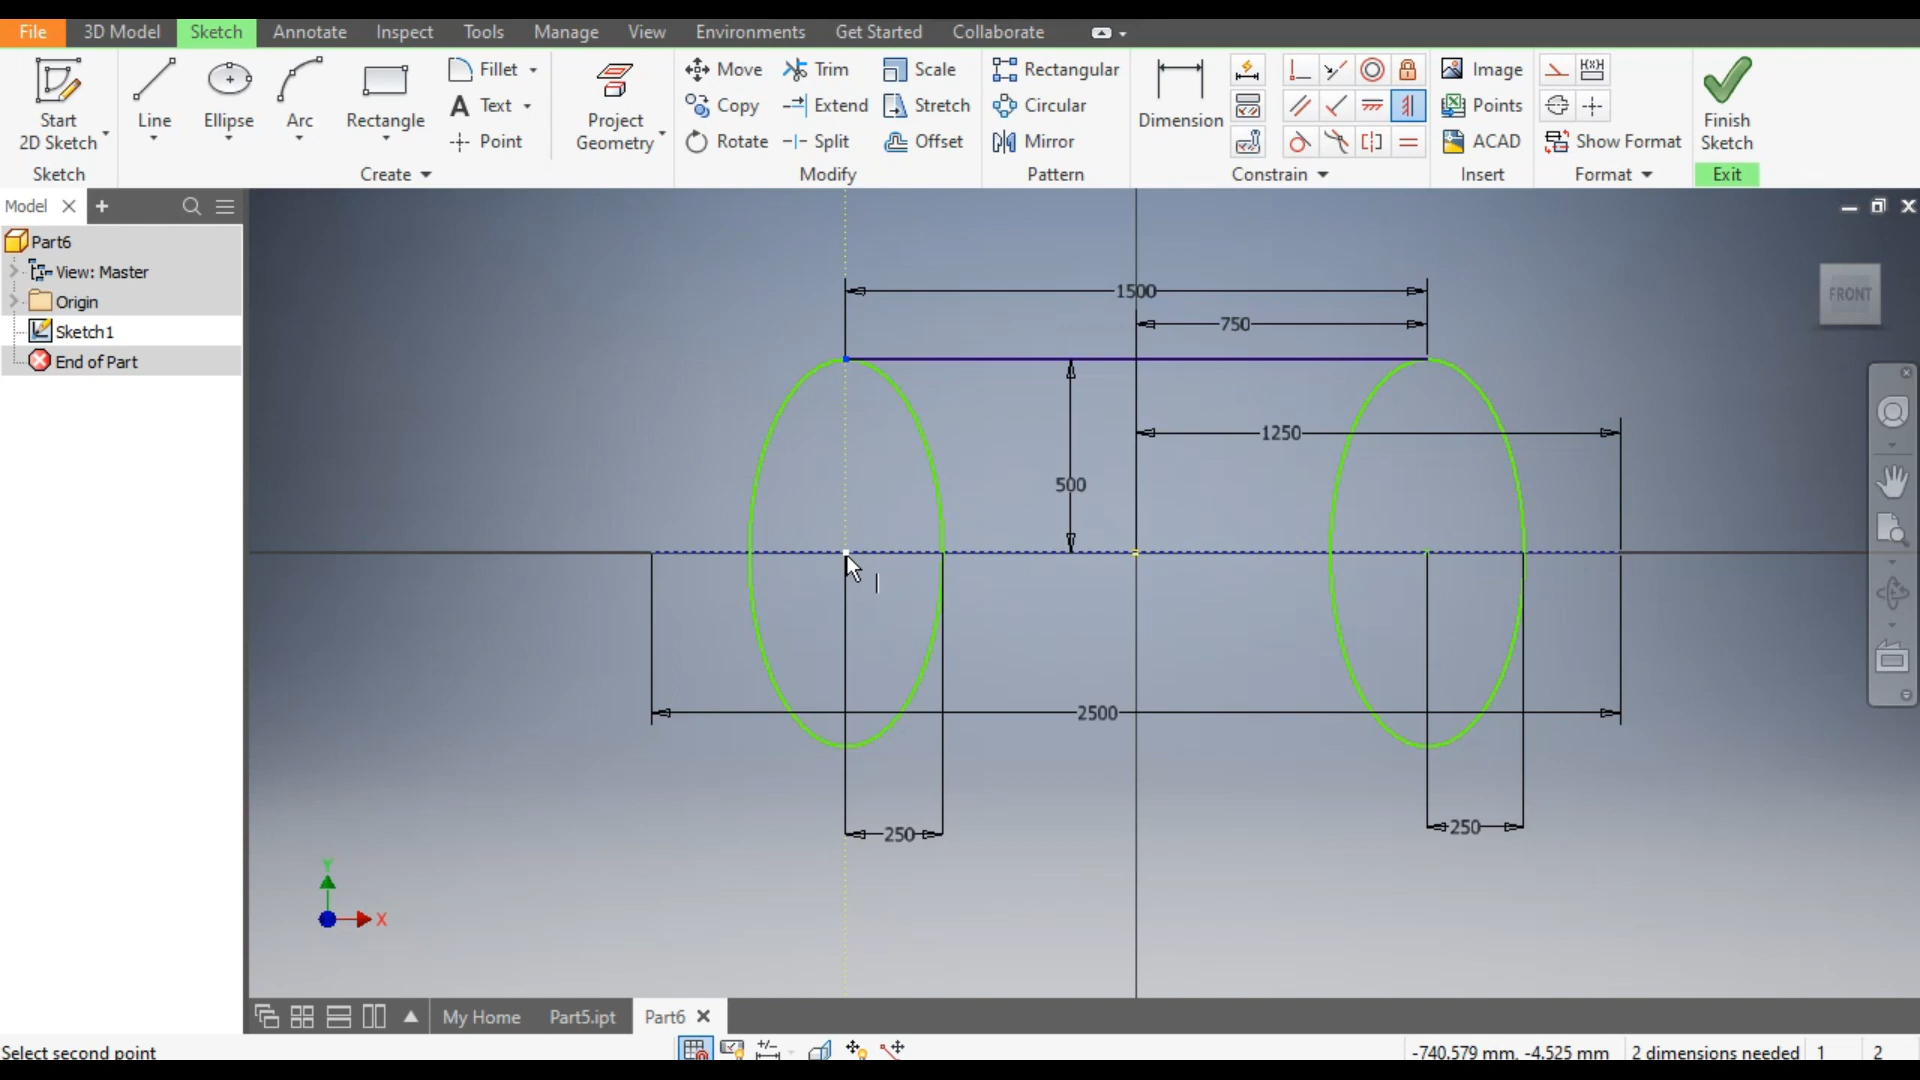 File 3D Model Sketch Annotate Inspect Tools Manage View Environments Get Started Collaborate
Start
2D Sketch
Line
Ellipse
Arc
Rectangle
Fillet
Text
Point
Project
Geometry
Move Trim Scale
Copy Extend Stretch
Rotate Split Offset
Rectangular
Circular
Mirror
Dimension
Image
Points
ACAD
Show Format
Finish
Sketch
Sketch Create Modify Pattern Constrain Insert Format Exit
Model
Part6
View: Master
Origin
Sketch1
End of Part
FRONT
1500
750
1250
500
2500
250
250
Y
X
My Home Part5.ipt Part6
Select second point
-740.579 mm, -4.525 mm 2 dimensions needed 1 2